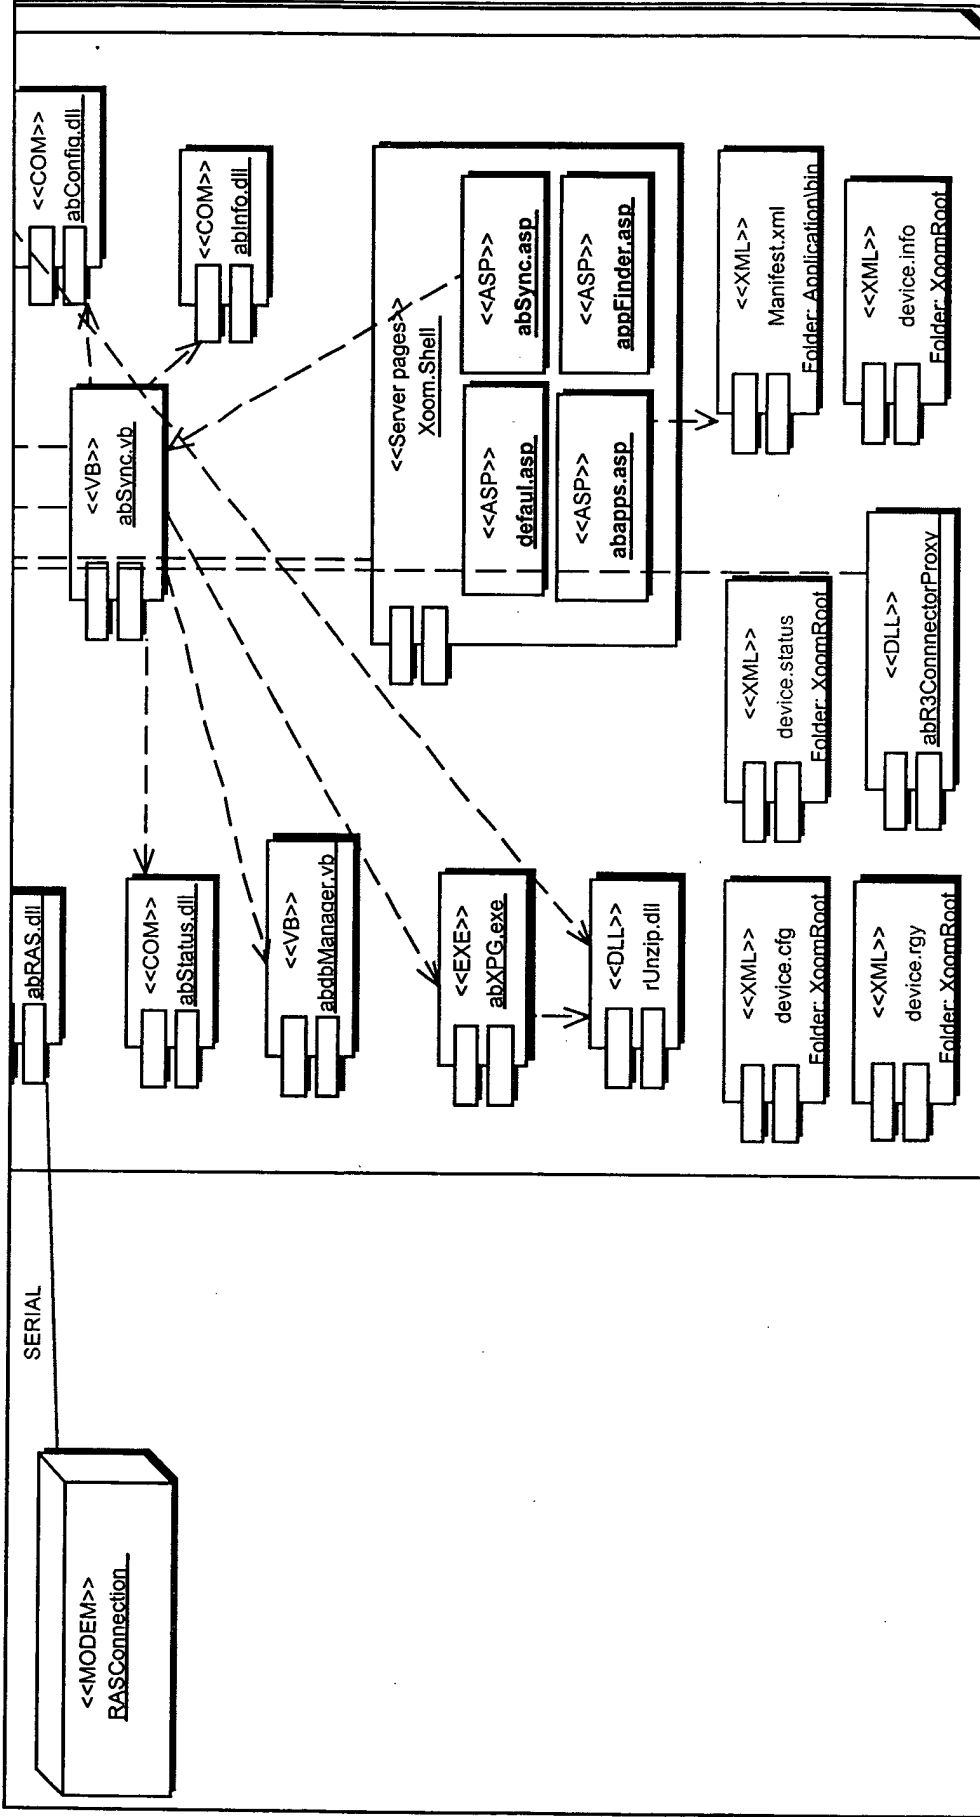 SERIAL
<<MODEM>>
RASConnection
abRAS.dll
<<COM>>
abStatus.dll
<<VB>>
abdbManager.vb
<<EXE>>
abXPG.exe
<<DLL>>
rUnzip.dll
<<XML>>
device.cfg
Folder: XoomRoot
<<XML>>
device.rgy
Folder: XoomRoot
<<VB>>
abSync.vb
<<COM>>
abConfig.dll
<<COM>>
abInfo.dll
<<Server pages>>
Xoom.Shell
<<ASP>>
defaul.asp
<<ASP>>
abSync.asp
<<ASP>>
abapps.asp
<<ASP>>
appFinder.asp
<<XML>>
device.status
Folder: XoomRoot
<<DLL>>
abR3ConnnectorProxy
<<XML>>
Manifest.xml
Folder: Application\bin
<<XML>>
device.info
Folder: XoomRoot